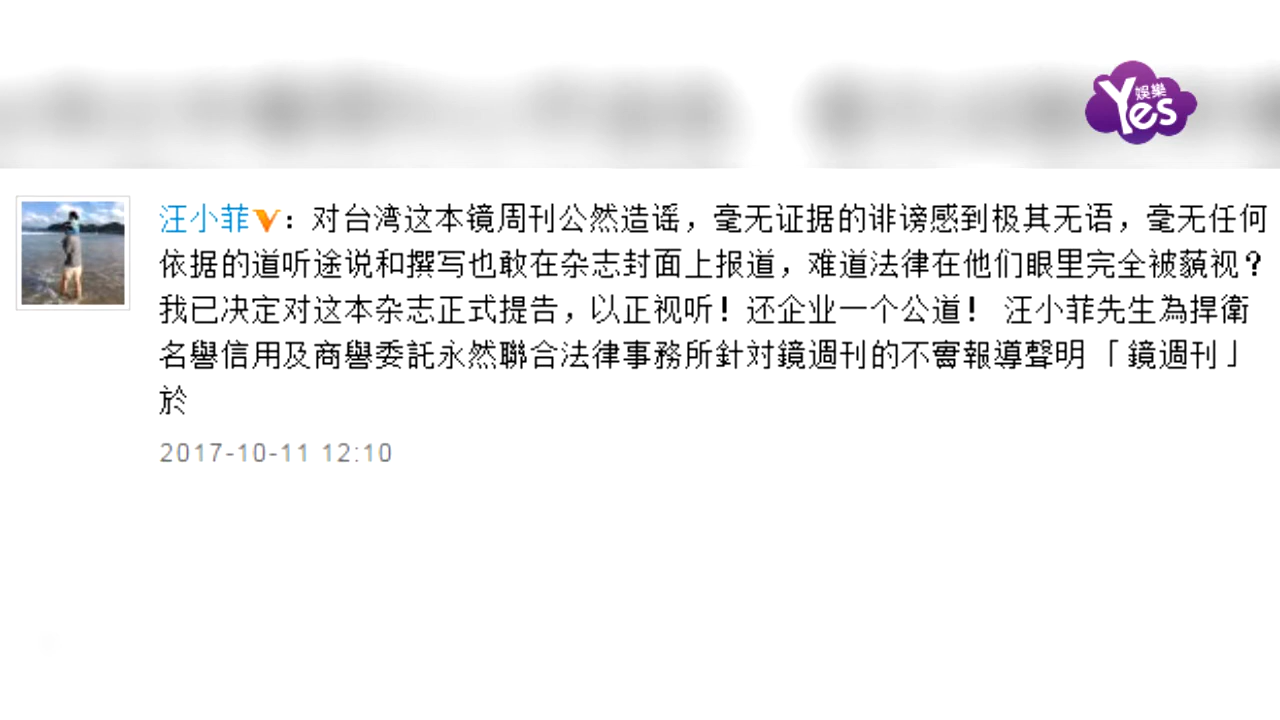 Yes 娛樂
汪小菲：对台湾这本镜周刊公然造谣，毫无证据的诽谤感到极其无语，毫无任何
依据的道听途说和撰写也敢在杂志封面上报道，难道法律在他们眼里完全被藐视？
我已决定对这本杂志正式提告，以正视听！还企业一个公道！ 汪小菲先生為捍衛
名譽信用及商譽委託永然聯合法律事務所針对鏡週刊的不實報導聲明「鏡週刊」
於
2017-10-11 12:10